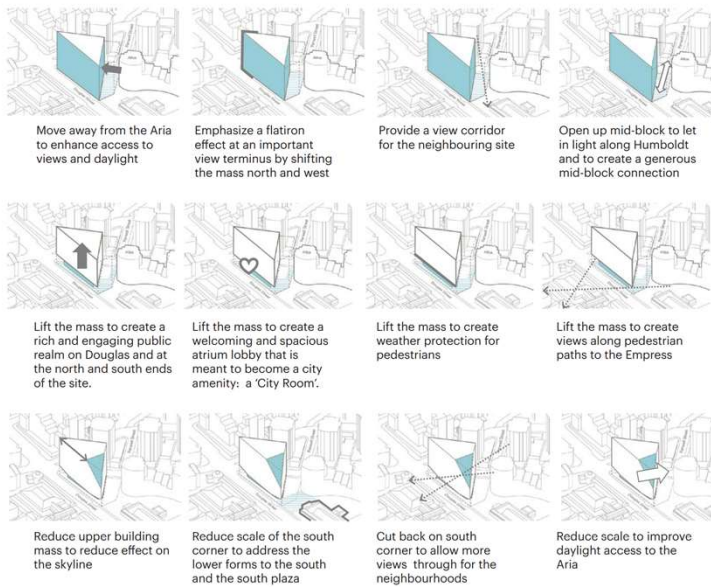 Move away from the Aria
to enhance access to
views and daylight
Emphasize a flatiron
effect at an important
view terminus by shifting
the mass north and west
Provide a view corridor
for the neighbouring site
Open up mid-block to let
in light along Humboldt
and to create a generous
mid-block connection
Lift the mass to create a
rich and engaging public
realm on Douglas and at
the north and south ends
of the site.
Lift the mass to create a
welcoming and spacious
atrium lobby that is
meant to become a city
amenity: a 'City Room'.
Lift the mass to create
weather protection for
pedestrians
Lift the mass to create
views along pedestrian
paths to the Empress
Reduce upper building
mass to reduce effect on
the skyline
Reduce scale of the south
corner to address the
lower forms to the south
and the south plaza
Cut back on south
corner to allow more
views through for the
neighbourhoods
Reduce scale to improve
daylight access to the
Aria